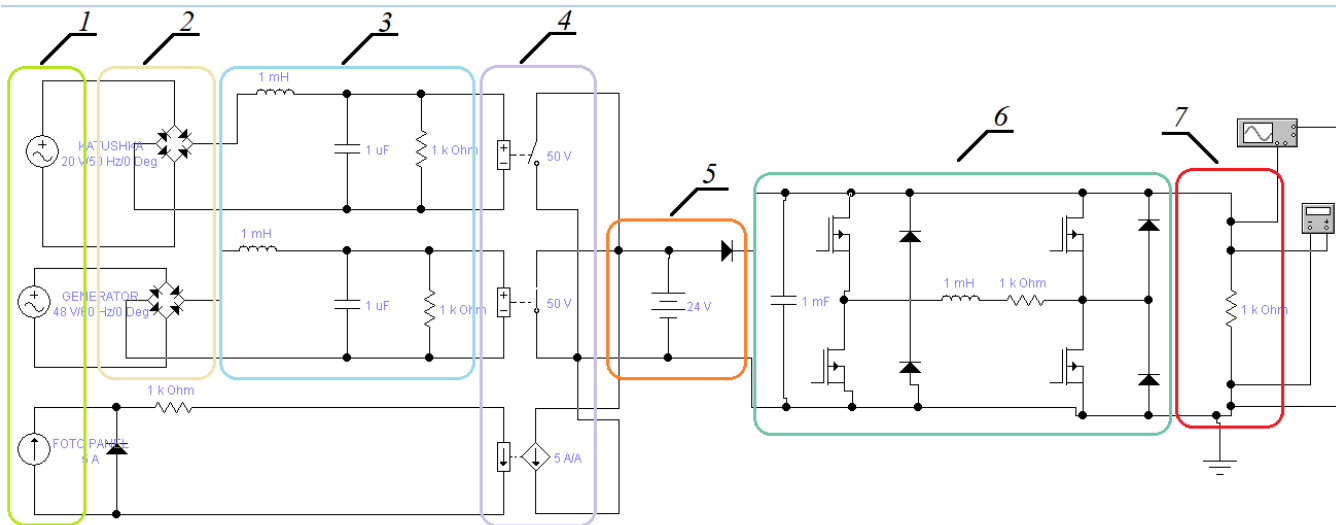 1
2
3
4
5
6
7
1 mH
KATUSHKA
20 V/50 Hz/0 Deg
1 uF
1 k Ohm
50 V
1 mH
GENERATOR
48 V/60 Hz/0 Deg
1 uF
1 k Ohm
50 V
24 V
1 mF
1 mH
1 k Ohm
1 k Ohm
1 k Ohm
FOTO PANEL
5 A
5 A/A